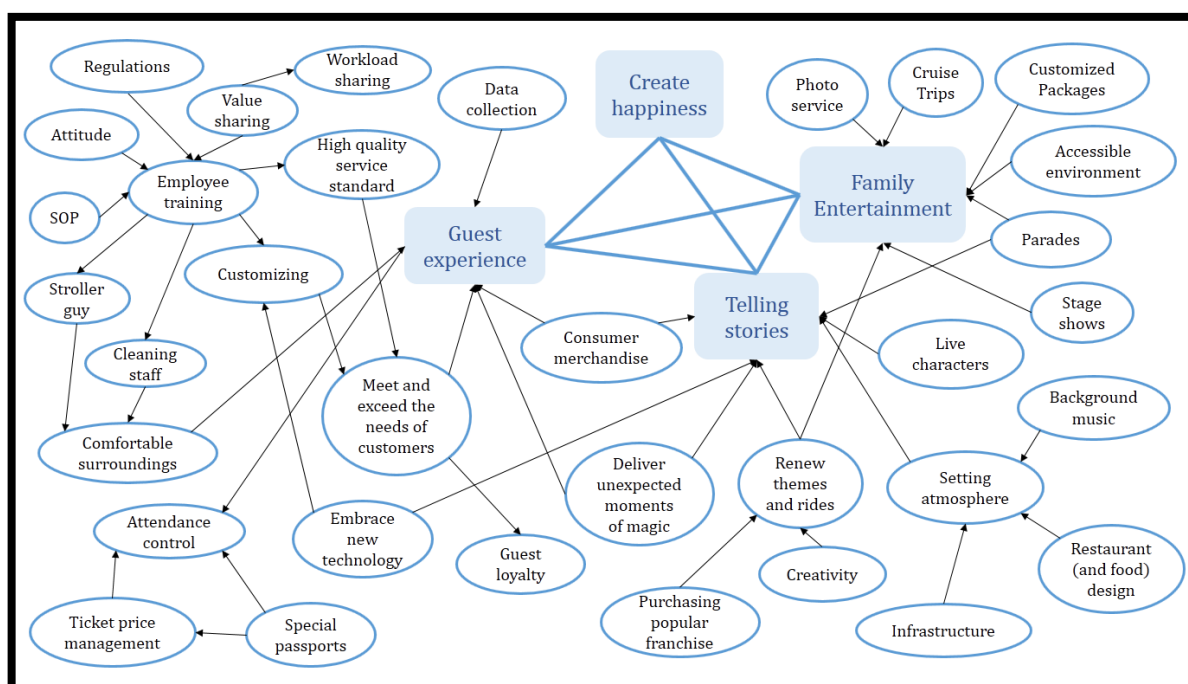 Regulations
Workload
sharing
Value
sharing
Attitude
Employee
training
SOP
High quality
service
standard
Data
collection
Create
happiness
Photo
service
Cruise
Trips
Customized
Packages
Accessible
environment
Family
Entertainment
Parades
Guest
experience
Customizing
Stroller
guy
Telling
stories
Stage
shows
Consumer
merchandise
Live
characters
Cleaning
staff
Meet and
exceed the
needs of
customers
Background
music
Comfortable
surroundings
Deliver
unexpected
moments
of magic
Renew
themes
and rides
Setting
atmosphere
Attendance
control
Embrace
new
technology
Guest
loyalty
Creativity
Restaurant
(and food)
design
Ticket price
management
Special
passports
Purchasing
popular
franchise
Infrastructure